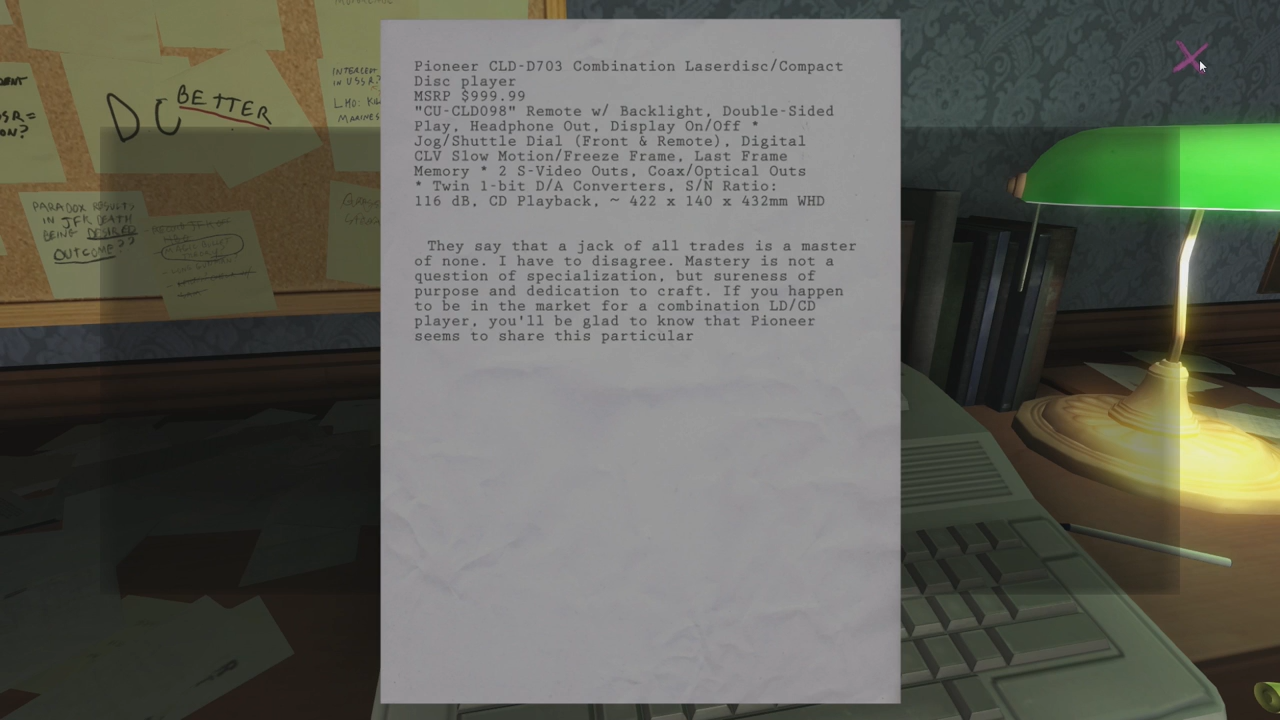 Pioneer CLD-D703 Combination Laserdisc/Compact
Disc player
MSRP $999.99
"CU-CLD098" Remote w/ Backlight, Double-Sided
Play, Headphone Out, Display On/Off *
Jog/Shuttle Dial (Front & Remote), Digital
CLV Slow Motion/Freeze Frame, Last Frame
Memory * 2 S-Video Outs, Coax/Optical Outs
* Twin 1-bit D/A Converters, S/N Ratio:
116 dB, CD Playback, ~ 422 x 140 x 432mm WHD
They say that a jack of all trades is a master
of none. I have to disagree. Mastery is not a
question of specialization, but sureness of
purpose and dedication to craft. If you happen
to be in the market for a combination LD/CD
player, you'll be glad to know that Pioneer
seems to share this particular
DC BETTER
INTERCEPT
IN USSR?
LHO:
MARINES
PARADOX RESULTS
IN JFK DEATH
BEING DESIRED
OUTCOME??